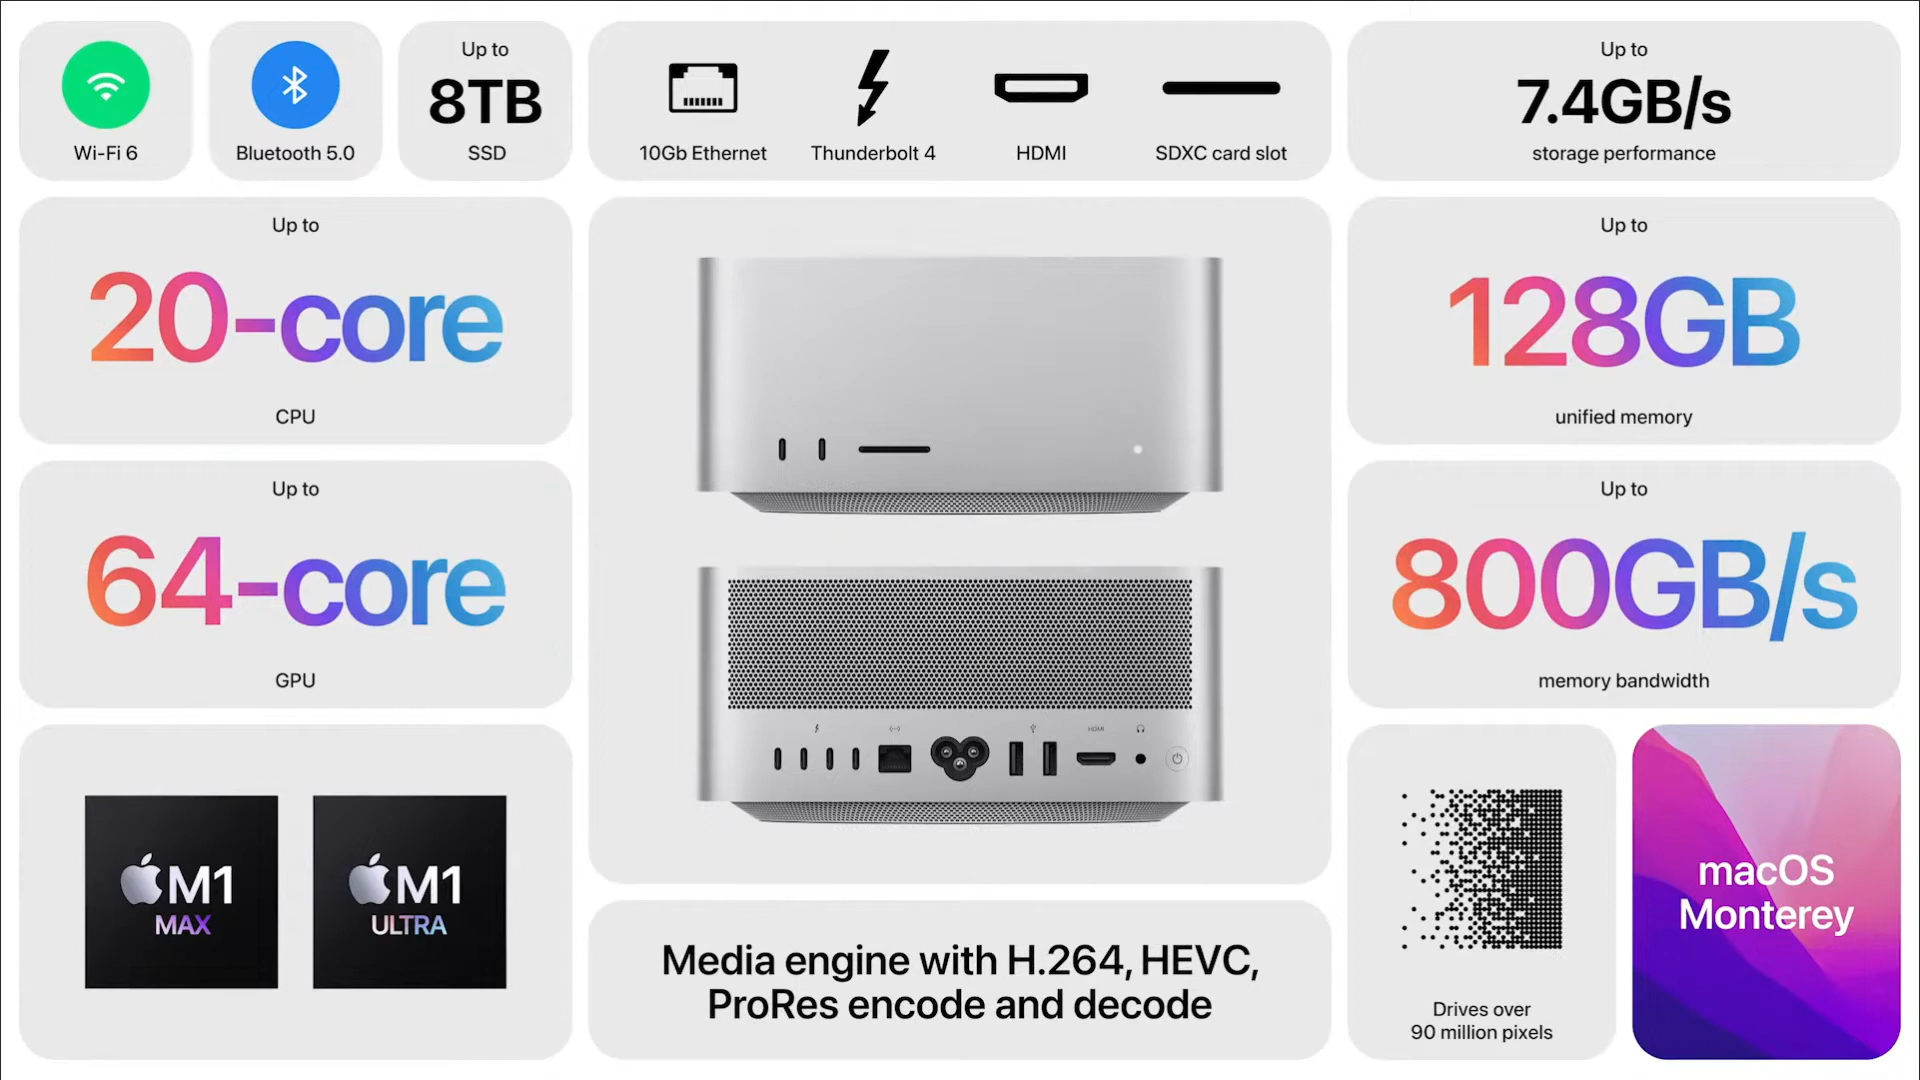 Wi-Fi 6
Bluetooth 5.0
Up to
8TB
SSD
10Gb Ethernet
Thunderbolt 4
HDMI
SDXC card slot
Up to
7.4GB/s
storage performance
Up to
20-core
CPU
Up to
128GB
unified memory
Up to
64-core
GPU
Up to
800GB/s
memory bandwidth
HDMI
M1
MAX
M1
ULTRA
Media engine with H.264, HEVC,
ProRes encode and decode
Drives over
90 million pixels
macOS
Monterey